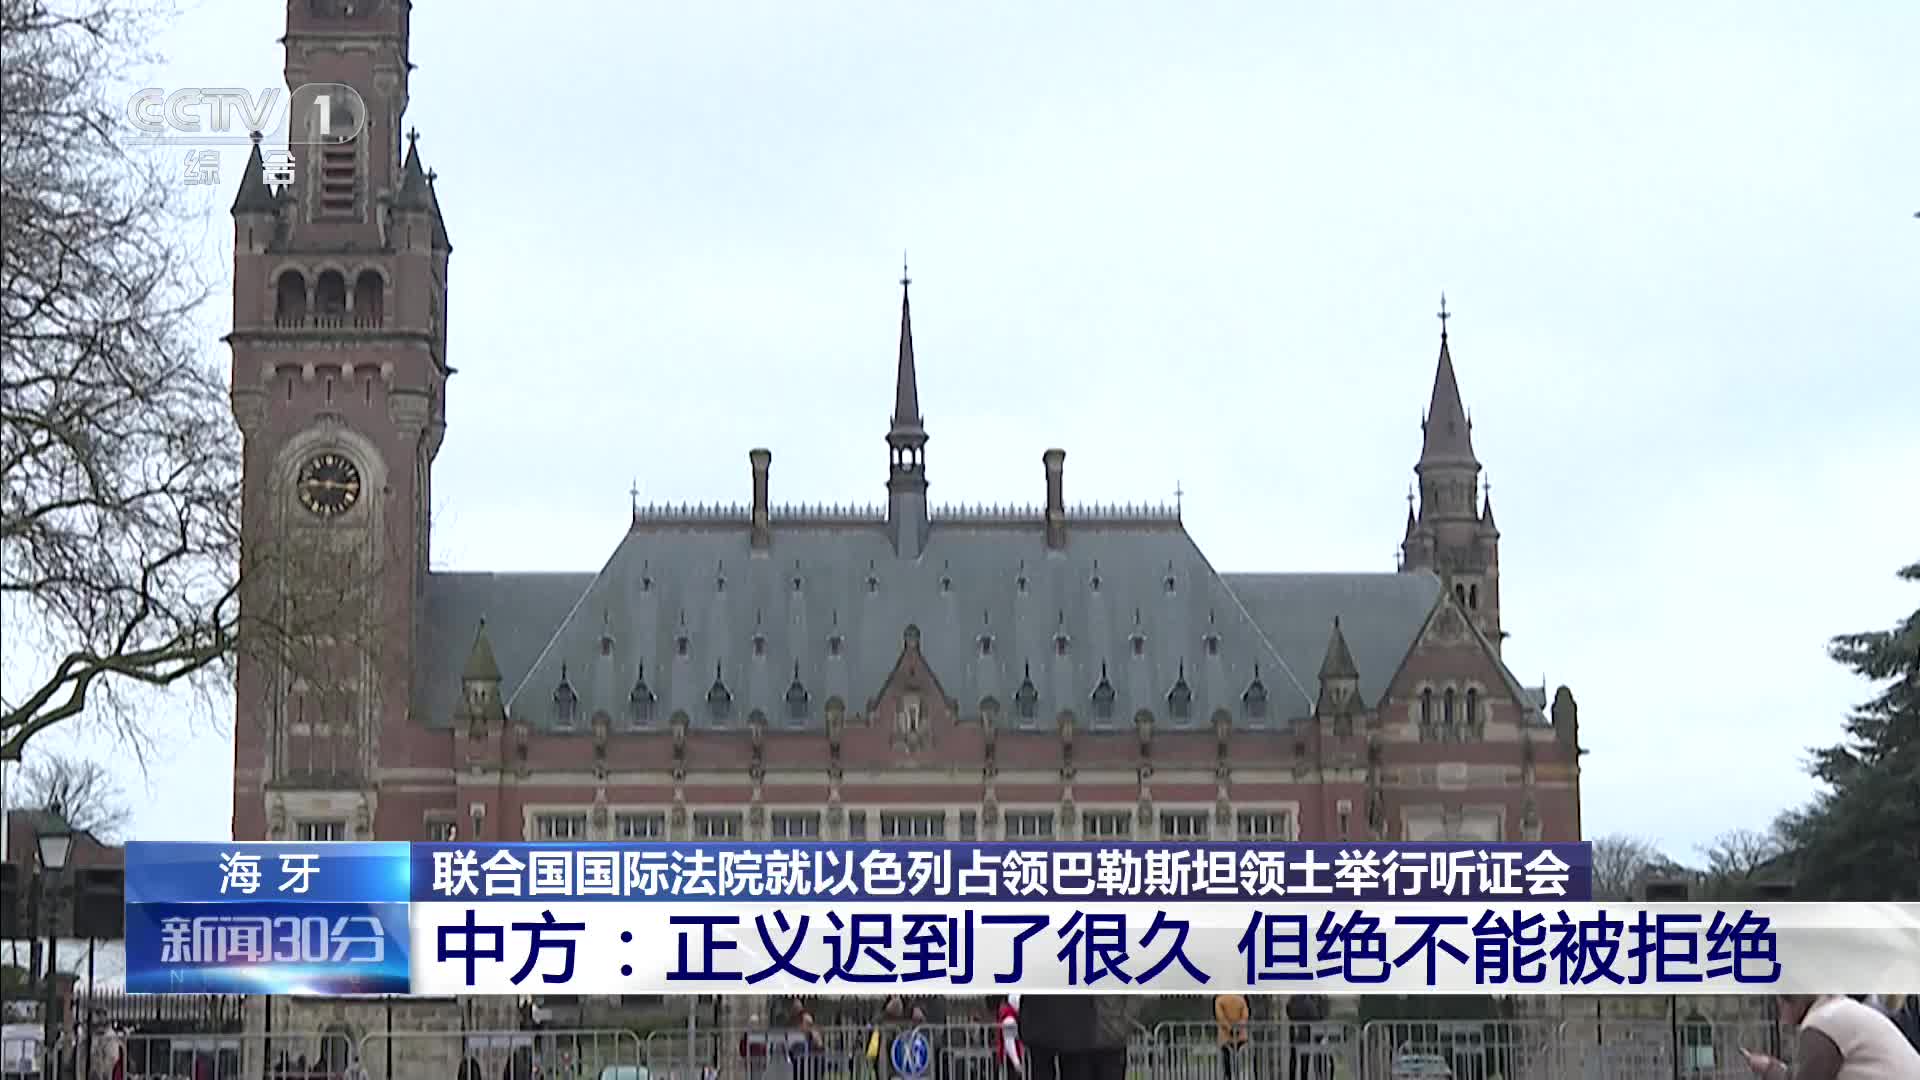 CCTV 1
综合
海牙
联合国国际法院就以色列占领巴勒斯坦领土举行听证会
新闻30分
中方：正义迟到了很久 但绝不能被拒绝